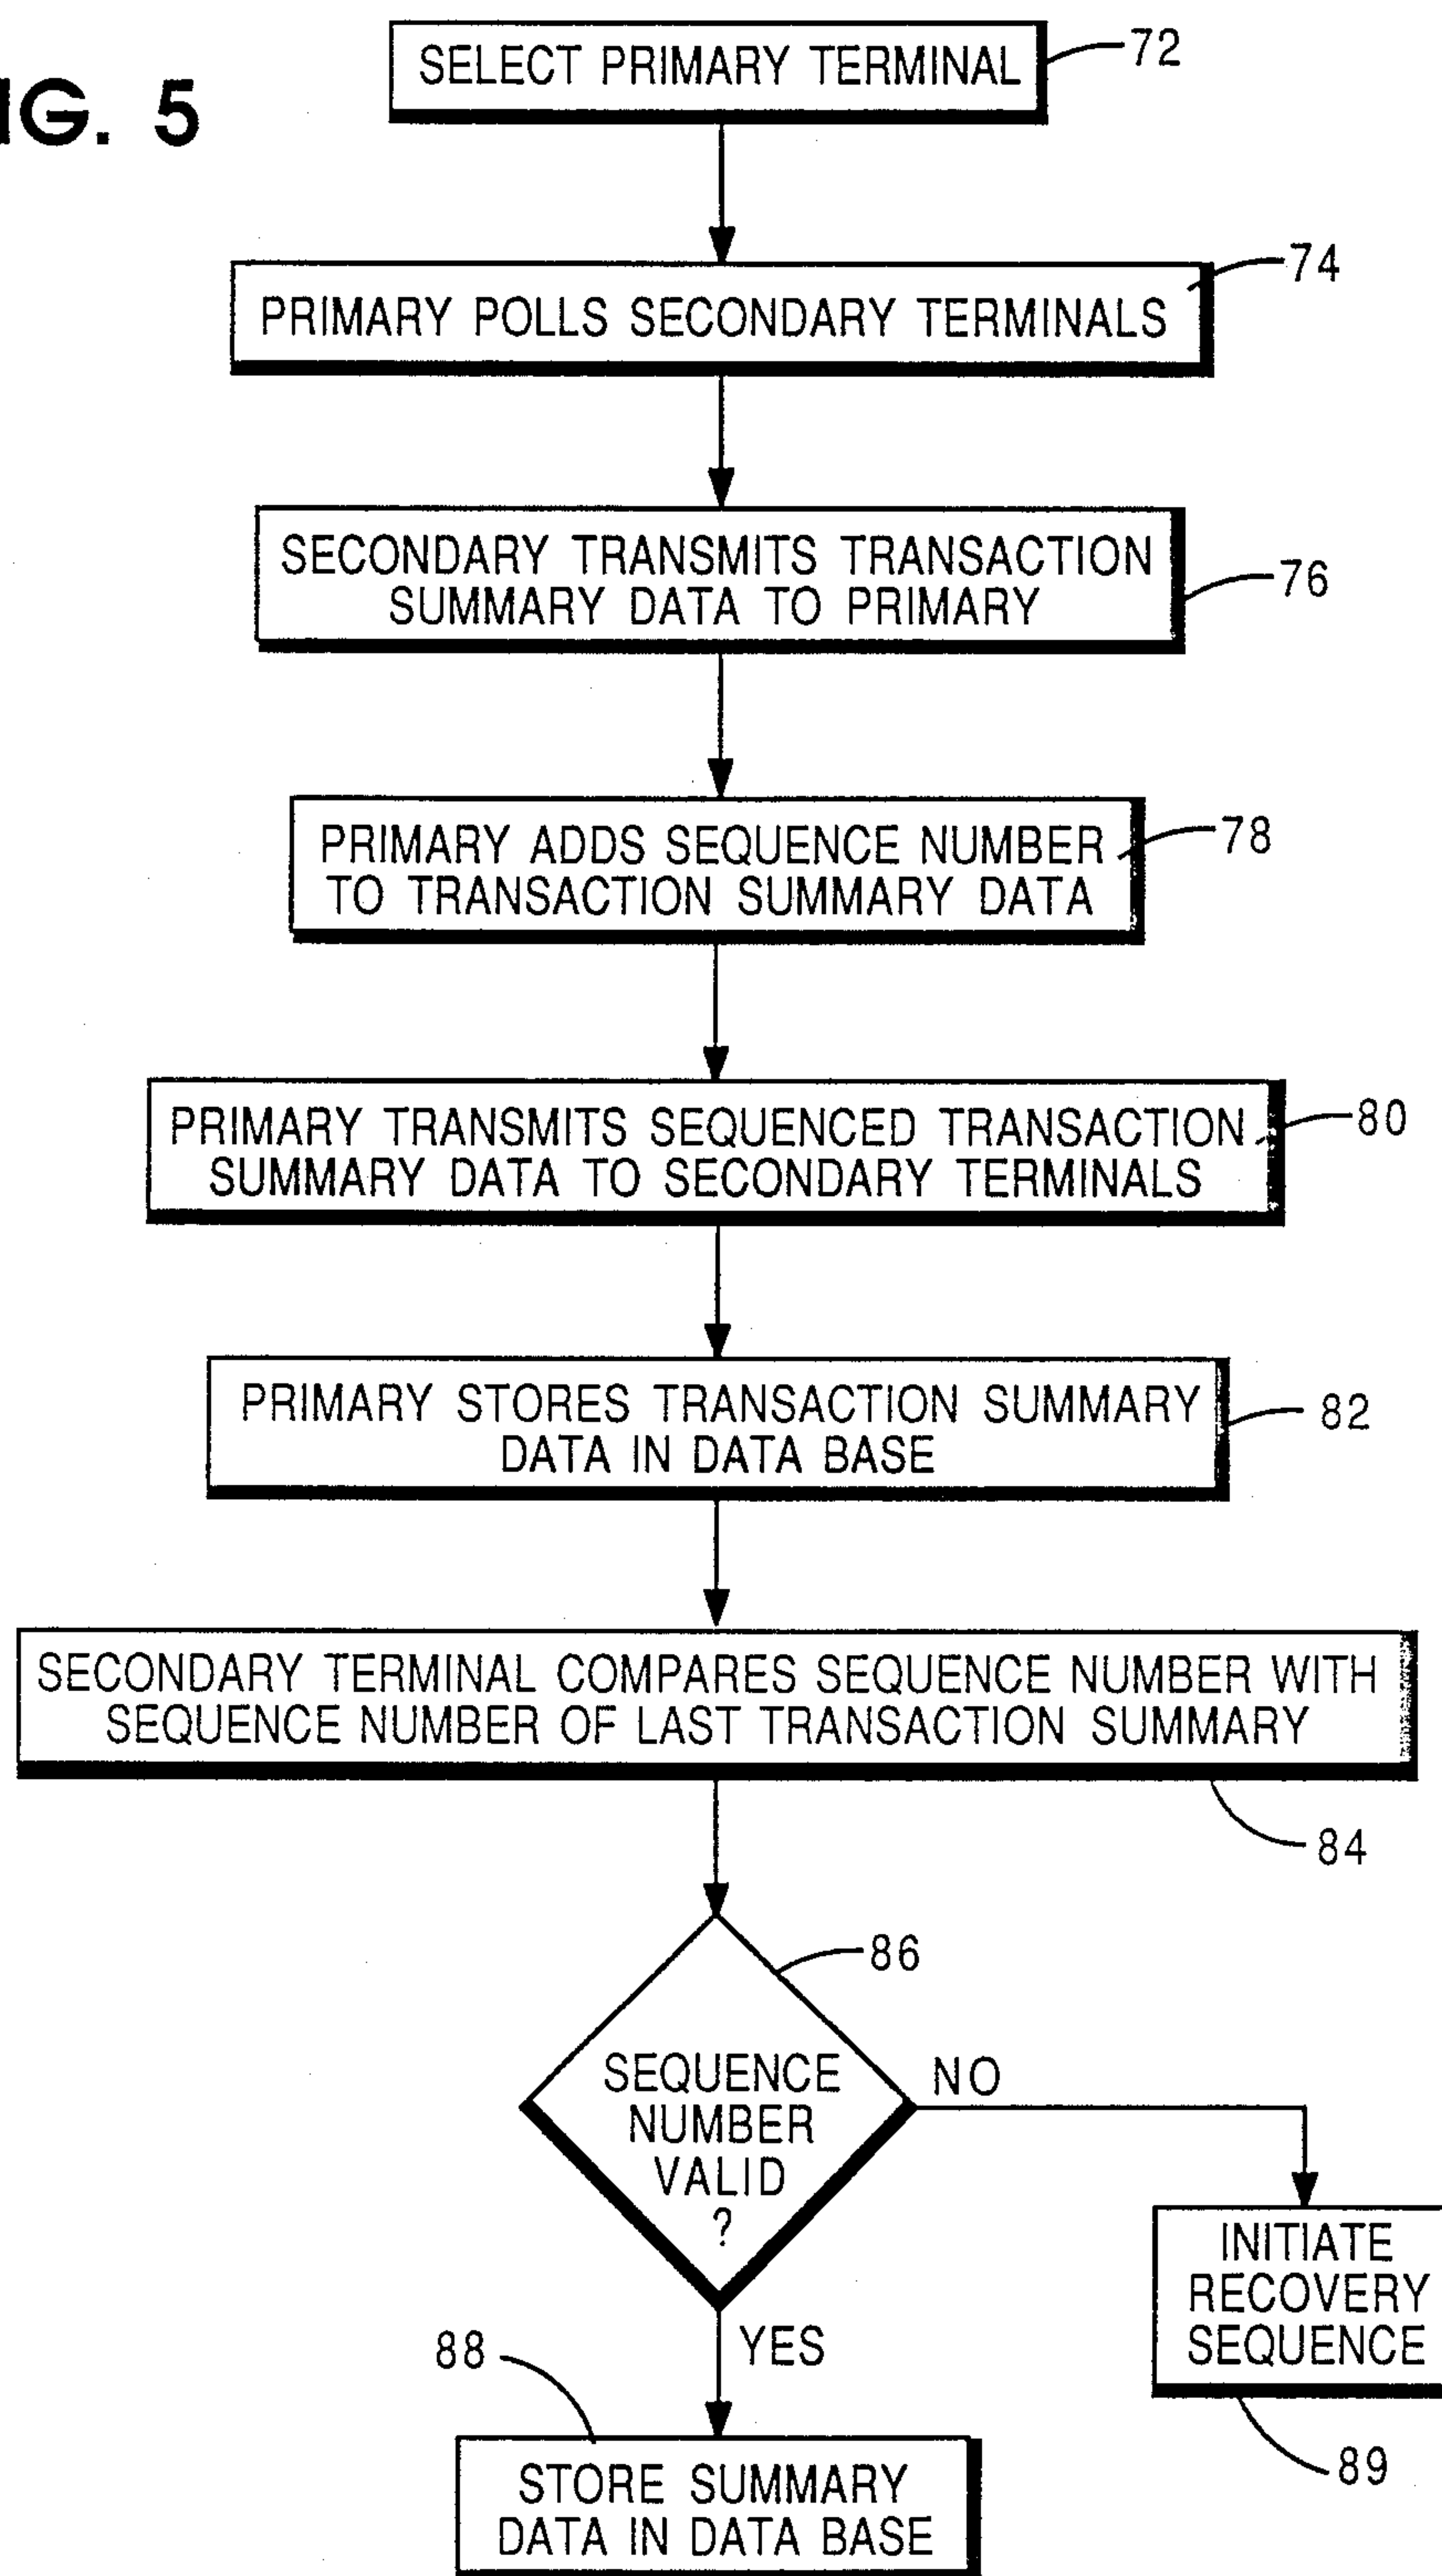 IG. 5
SELECT PRIMARY TERMINAL
72
PRIMARY POLLS SECONDARY TERMINALS
74
SECONDARY TRANSMITS TRANSACTION
SUMMARY DATA TO PRIMARY
76
PRIMARY ADDS SEQUENCE NUMBER
TO TRANSACTION SUMMARY DATA
78
PRIMARY TRANSMITS SEQUENCED TRANSACTION
SUMMARY DATA TO SECONDARY TERMINALS
80
PRIMARY STORES TRANSACTION SUMMARY
DATA IN DATA BASE
82
SECONDARY TERMINAL COMPARES SEQUENCE NUMBER WITH
SEQUENCE NUMBER OF LAST TRANSACTION SUMMARY
84
86
SEQUENCE
NUMBER
VALID
?
NO
INITIATE
RECOVERY
SEQUENCE
89
YES
88
STORE SUMMARY
DATA IN DATA BASE